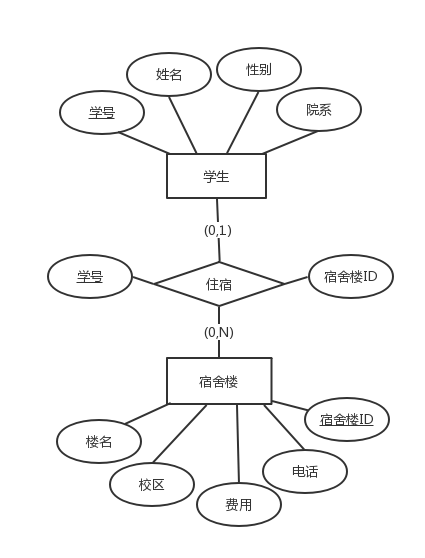 姓名
性别
学号
院系
学生
(0,1)
学号
住宿
宿舍楼ID
(0,N)
宿舍楼
宿舍楼ID
楼名
电话
校区
费用